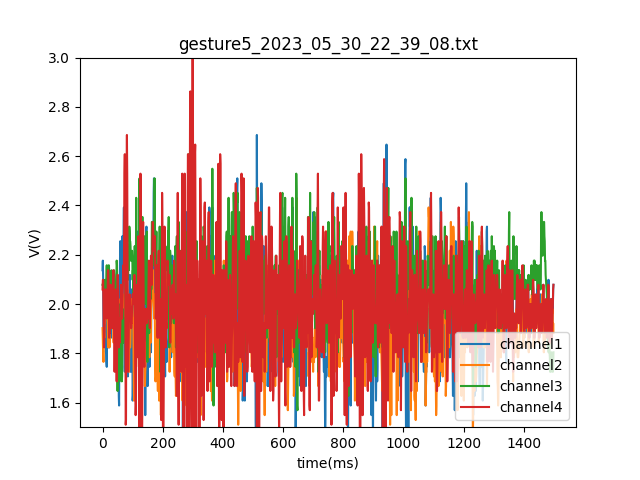 gesture5_2023_05_30_22_39_08.txt
3.0
2.8
2.6
2.4
2.2
2.0
1.8
1.6
V(V)
channel1
channel2
channel3
channel4
0 200 400 600 800 1000 1200 1400
time(ms)